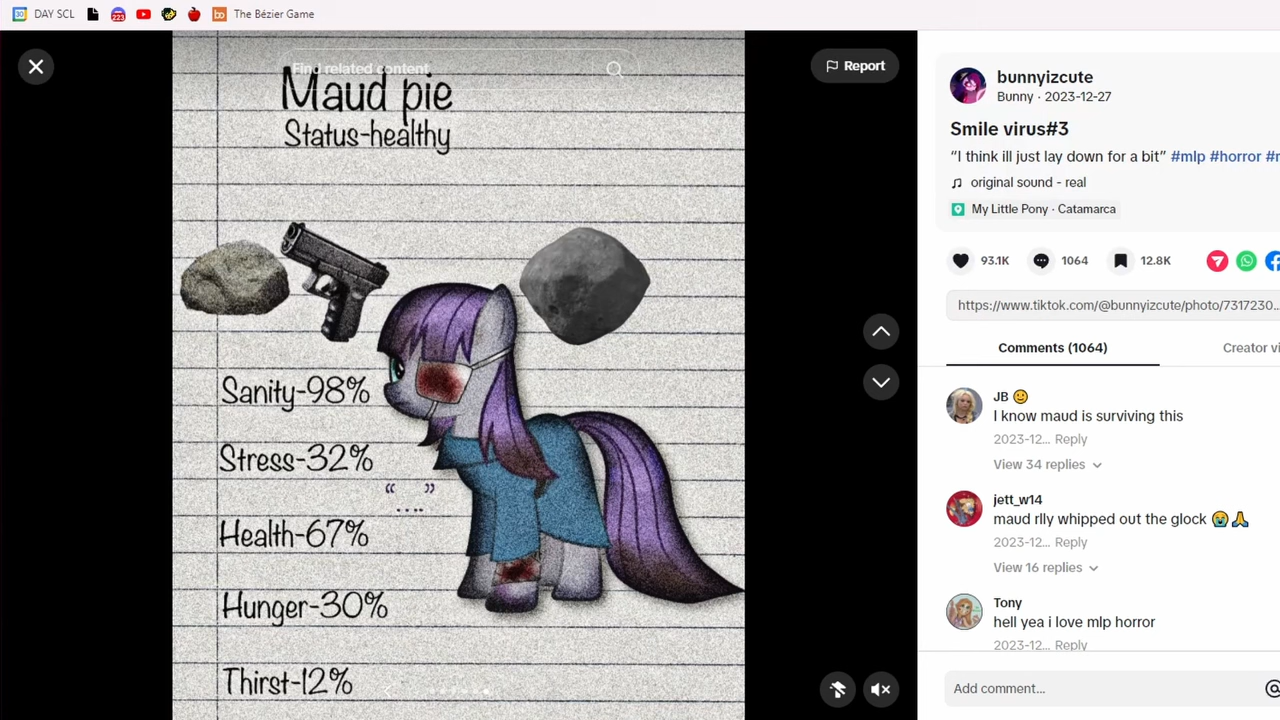 DAY SCL
223
The Bézier Game
Find related content
Report
Maud pie
Status-healthy
Sanity-98%
Stress-32%
“ ”
....
Health-67%
Hunger-30%
Thirst-12%
bunnyizcute
Bunny · 2023-12-27
Smile virus#3
“I think ill just lay down for a bit” #mlp #horror
original sound - real
My Little Pony · Catamarca
93.1K
1064
12.8K
https://www.tiktok.com/@bunnyizcute/photo/7317230...
Comments (1064)
Creator vi
JB
I know maud is surviving this
2023-12... Reply
View 34 replies
jett_w14
maud rlly whipped out the glock 😭🙏
2023-12... Reply
View 16 replies
Tony
hell yea i love mlp horror
2023-12... Reply
Add comment...
@